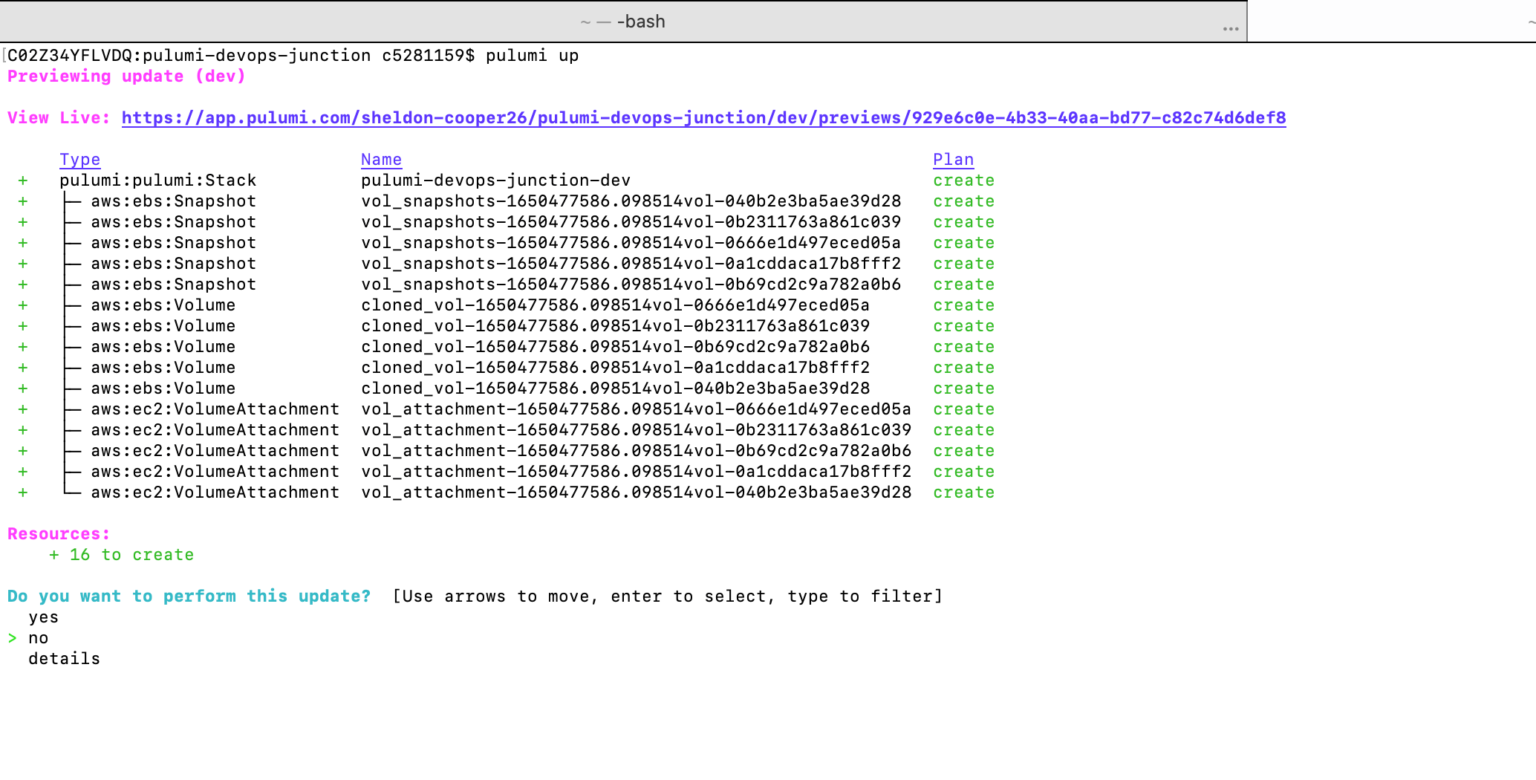 ~ — -bash
...
~
[C02Z34YFLVDQ:pulumi-devops-junction c5281159$ pulumi up
Previewing update (dev)
View Live: https://app.pulumi.com/sheldon-cooper26/pulumi-devops-junction/dev/previews/929e6c0e-4b33-40aa-bd77-c82c74d6def8
Type Name Plan
+ pulumi:pulumi:Stack pulumi-devops-junction-dev create
+ ├─ aws:ebs:Snapshot vol_snapshots-1650477586.098514vol-040b2e3ba5ae39d28 create
+ ├─ aws:ebs:Snapshot vol_snapshots-1650477586.098514vol-0b2311763a861c039 create
+ ├─ aws:ebs:Snapshot vol_snapshots-1650477586.098514vol-0666e1d497eced05a create
+ ├─ aws:ebs:Snapshot vol_snapshots-1650477586.098514vol-0a1cddaca17b8fff2 create
+ ├─ aws:ebs:Snapshot vol_snapshots-1650477586.098514vol-0b69cd2c9a782a0b6 create
+ ├─ aws:ebs:Volume cloned_vol-1650477586.098514vol-0666e1d497eced05a create
+ ├─ aws:ebs:Volume cloned_vol-1650477586.098514vol-0b2311763a861c039 create
+ ├─ aws:ebs:Volume cloned_vol-1650477586.098514vol-0b69cd2c9a782a0b6 create
+ ├─ aws:ebs:Volume cloned_vol-1650477586.098514vol-0a1cddaca17b8fff2 create
+ ├─ aws:ebs:Volume cloned_vol-1650477586.098514vol-040b2e3ba5ae39d28 create
+ ├─ aws:ec2:VolumeAttachment vol_attachment-1650477586.098514vol-0666e1d497eced05a create
+ ├─ aws:ec2:VolumeAttachment vol_attachment-1650477586.098514vol-0b2311763a861c039 create
+ ├─ aws:ec2:VolumeAttachment vol_attachment-1650477586.098514vol-0b69cd2c9a782a0b6 create
+ ├─ aws:ec2:VolumeAttachment vol_attachment-1650477586.098514vol-0a1cddaca17b8fff2 create
+ └─ aws:ec2:VolumeAttachment vol_attachment-1650477586.098514vol-040b2e3ba5ae39d28 create
Resources:
+ 16 to create
Do you want to perform this update? [Use arrows to move, enter to select, type to filter]
yes
> no
details